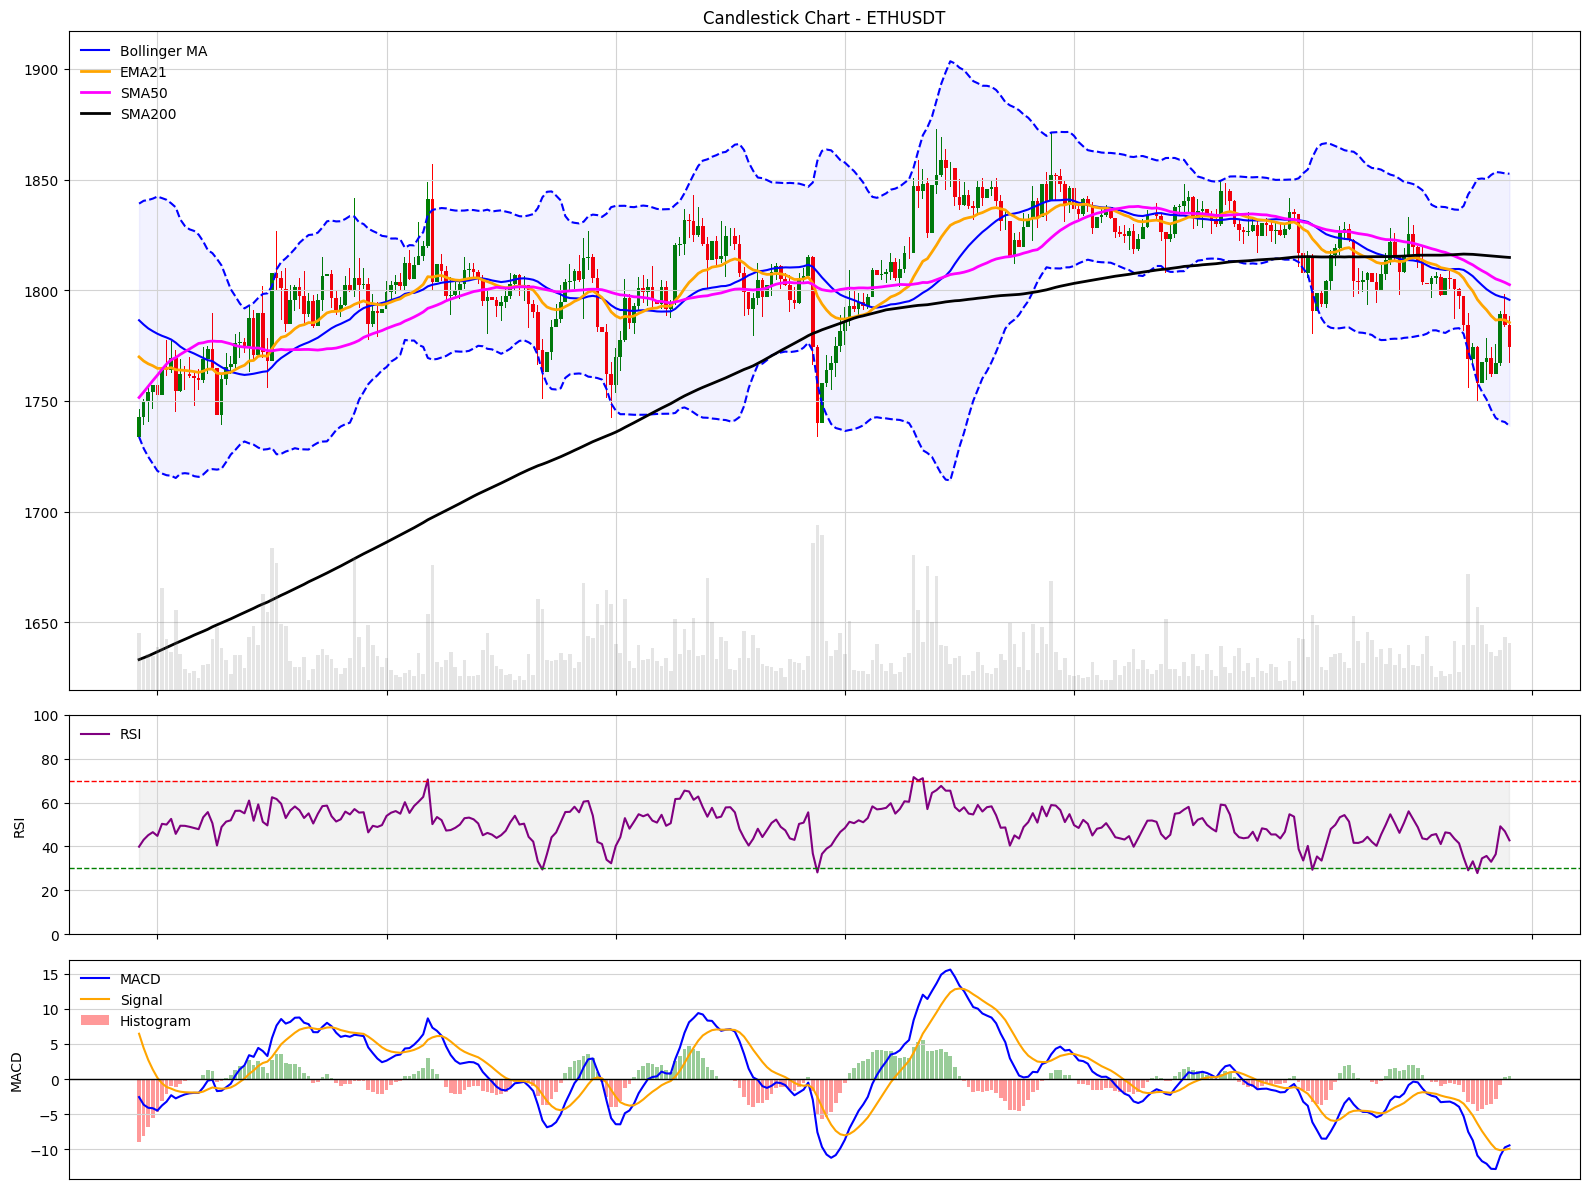 Candlestick Chart - ETHUSDT
Bollinger MA
EMA21
SMA50
SMA200
1900
1850
1800
1750
1700
1650
RSI
RSI
100
80
60
40
20
0
MACD
Signal
Histogram
MACD
15
10
5
0
−5
−10